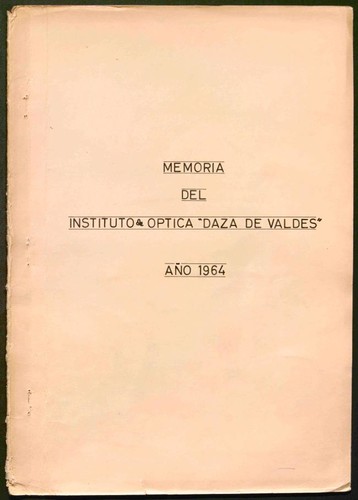 MEMORIA
DEL
INSTITUTO de OPTICA "DAZA DE VALDES"
AÑO 1964